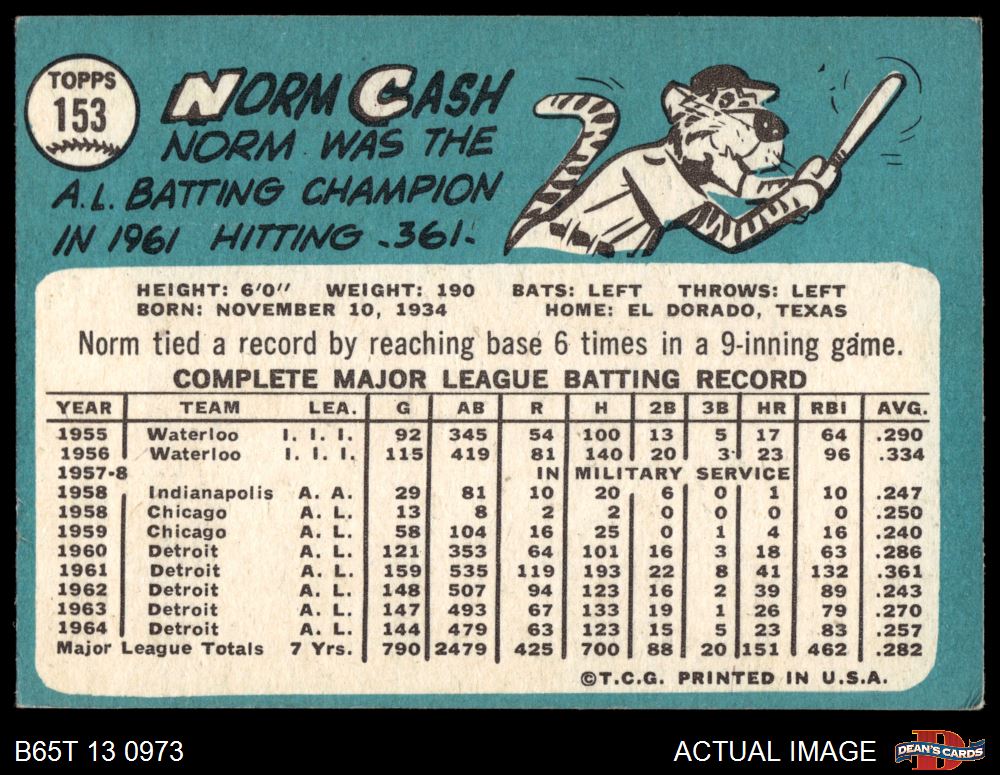 TOPPS
153
NORM CASH
NORM WAS THE
A.L. BATTING CHAMPION
IN 1961 HITTING .361.
HEIGHT: 6'0" WEIGHT: 190 BATS: LEFT THROWS: LEFT
BORN: NOVEMBER 10, 1934 HOME: EL DORADO, TEXAS
Norm tied a record by reaching base 6 times in a 9-inning game.
COMPLETE MAJOR LEAGUE BATTING RECORD
YEAR TEAM LEA. G AB R H 2B 3B HR RBI AVG.
1955 Waterloo I. I. I. 92 345 54 100 13 5 17 64 .290
1956 Waterloo I. I. I. 115 419 81 140 20 3 23 96 .334
1957-8 IN MILITARY SERVICE
1958 Indianapolis A. A. 29 81 10 20 6 0 1 10 .247
1958 Chicago A. L. 13 8 2 2 0 0 0 0 .250
1959 Chicago A. L. 58 104 16 25 0 1 4 16 .240
1960 Detroit A. L. 121 353 64 101 16 3 18 63 .286
1961 Detroit A. L. 159 535 119 193 22 8 41 132 .361
1962 Detroit A. L. 148 507 94 123 16 2 39 89 .243
1963 Detroit A. L. 147 493 67 133 19 1 26 79 .270
1964 Detroit A. L. 144 479 63 123 15 5 23 83 .257
Major League Totals 7 Yrs. 790 2479 425 700 88 20 151 462 .282
©T.C.G. PRINTED IN U.S.A.
B65T 13 0973 ACTUAL IMAGE
DEAN'S CARDS